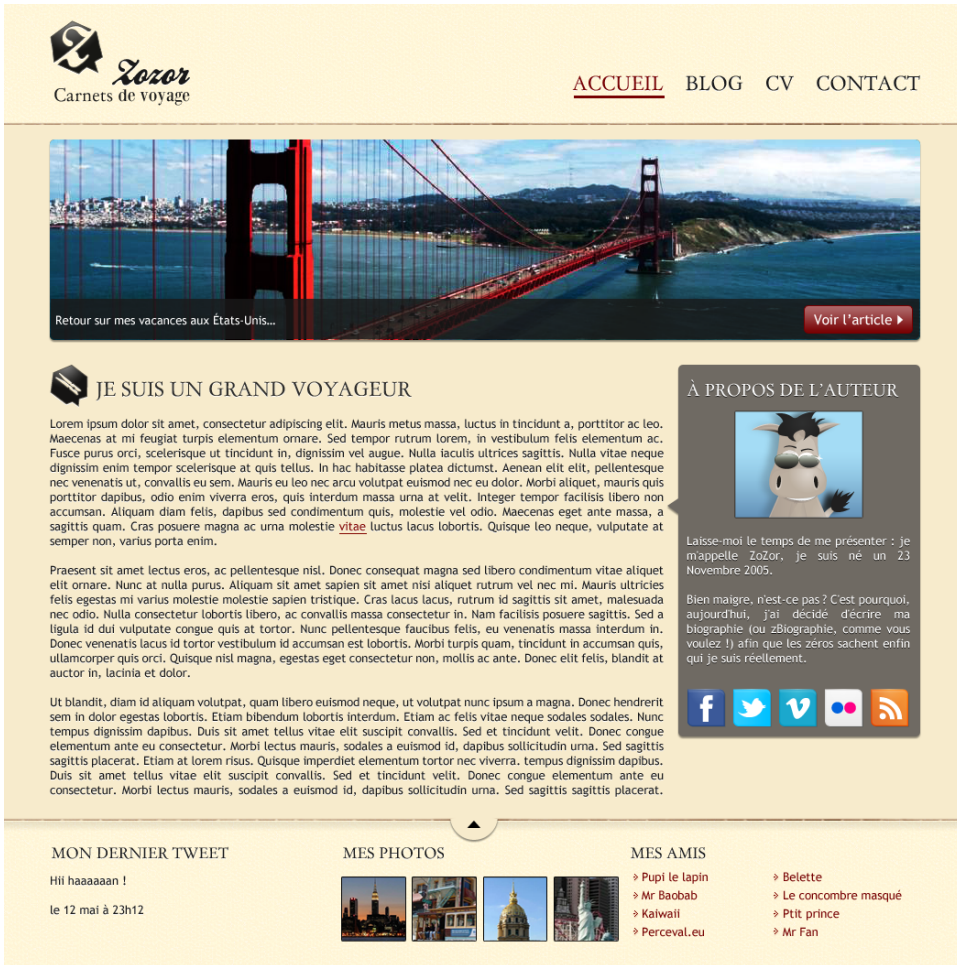 Zozor
Carnets de voyage
ACCUEIL BLOG CV CONTACT
Retour sur mes vacances aux États-Unis...
Voir l'article
JE SUIS UN GRAND VOYAGEUR
Lorem ipsum dolor sit amet, consectetur adipiscing elit. Mauris metus massa, luctus in tincidunt a, porttitor ac leo.
Maecenas at mi feugiat turpis elementum ornare. Sed tempor rutrum lorem, in vestibulum felis elementum ac.
Fusce purus orci, scelerisque ut tincidunt in, dignissim vel augue. Nulla iaculis ultrices sagittis. Nulla vitae neque
dignissim enim tempor scelerisque at quis tellus. In hac habitasse platea dictumst. Aenean elit elit, pellentesque
nec venenatis ut, convallis eu sem. Mauris eu leo nec arcu volutpat euismod nec eu dolor. Morbi aliquet, mauris quis
porttitor dapibus, odio enim viverra eros, quis interdum massa urna at velit. Integer tempor facilisis libero non
accumsan. Aliquam diam felis, dapibus sed condimentum quis, molestie vel odio. Maecenas eget ante massa, a
sagittis quam. Cras posuere magna ac urna molestie vitae luctus lacus lobortis. Quisque leo neque, vulputate at
semper non, varius porta enim.
Praesent sit amet lectus eros, ac pellentesque nisl. Donec consequat magna sed libero condimentum vitae aliquet
elit ornare. Nunc at nulla purus. Aliquam sit amet sapien sit amet nisi aliquet rutrum vel nec mi. Mauris ultricies
felis egestas mi varius molestie molestie sapien tristique. Cras lacus lacus, rutrum id sagittis sit amet, malesuada
nec odio. Nulla consectetur lobortis libero, ac convallis massa consectetur in. Nam facilisis posuere sagittis. Sed a
ligula id dui vulputate congue quis at tortor. Nunc pellentesque faucibus felis, eu venenatis massa interdum in.
Donec venenatis lacus id tortor vestibulum id accumsan est lobortis. Morbi turpis quam, tincidunt in accumsan quis,
ullamcorper quis orci. Quisque nisl magna, egestas eget consectetur non, mollis ac ante. Donec elit felis, blandit at
auctor in, lacinia et dolor.
Ut blandit, diam id aliquam volutpat, quam libero euismod neque, ut volutpat nunc ipsum a magna. Donec hendrerit
sem in dolor egestas lobortis. Etiam bibendum lobortis interdum. Etiam ac felis vitae neque sodales sodales. Nunc
tempus dignissim dapibus. Duis sit amet tellus vitae elit suscipit convallis. Sed et tincidunt velit. Donec congue
elementum ante eu consectetur. Morbi lectus mauris, sodales a euismod id, dapibus sollicitudin urna. Sed sagittis
sagittis placerat. Etiam at lorem risus. Quisque imperdiet elementum tortor nec viverra. tempus dignissim dapibus.
Duis sit amet tellus vitae elit suscipit convallis. Sed et tincidunt velit. Donec congue elementum ante eu
consectetur. Morbi lectus mauris, sodales a euismod id, dapibus sollicitudin urna. Sed sagittis sagittis placerat.
À PROPOS DE L'AUTEUR
Laisse-moi le temps de me présenter : je
m'appelle ZoZor, je suis né un 23
Novembre 2005.
Bien maigre, n'est-ce pas ? C'est pourquoi,
aujourd'hui, j'ai décidé d'écrire ma
biographie (ou zBiographie, comme vous
voulez !) afin que les zéros sachent enfin
qui je suis réellement.
MON DERNIER TWEET
Hii haaaaaan !
le 12 mai à 23h12
MES PHOTOS
MES AMIS
Pupi le lapin
Mr Baobab
Kaiwaii
Perceval.eu
Belette
Le concombre masqué
Ptit prince
Mr Fan